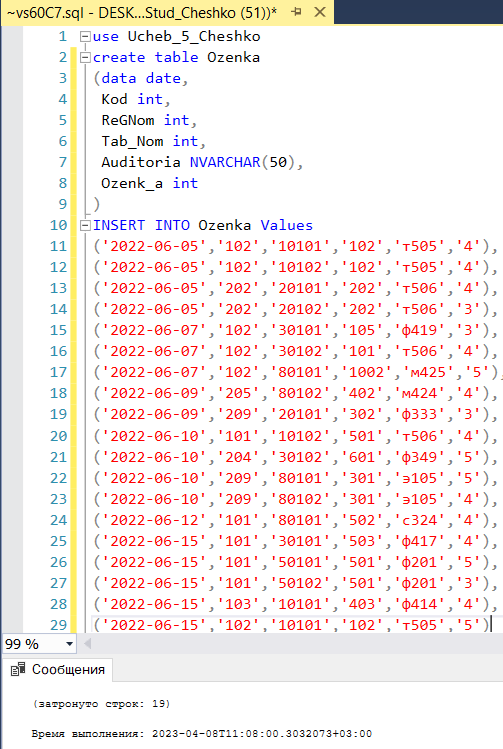 ~vs60C7.sql - DESK...Stud_Cheshko (51))*
1 use Ucheb_5_Cheshko
2 create table Ozenka
3 (data date,
4 Kod int,
5 ReGNom int,
6 Tab_Nom int,
7 Auditoria NVARCHAR(50),
8 Ozenk_a int
9 )
10 INSERT INTO Ozenka Values
11 ('2022-06-05','102','10101','102','т505','4'),
12 ('2022-06-05','102','10102','102','т505','4'),
13 ('2022-06-05','202','20101','202','т506','4'),
14 ('2022-06-05','202','20102','202','т506','3'),
15 ('2022-06-07','102','30101','105','ф419','3'),
16 ('2022-06-07','102','30102','101','т506','4'),
17 ('2022-06-07','102','80101','1002','м425','5'),
18 ('2022-06-09','205','80102','402','м424','4'),
19 ('2022-06-09','209','20101','302','ф333','3'),
20 ('2022-06-10','101','10102','501','т506','4'),
21 ('2022-06-10','204','30102','601','ф349','5'),
22 ('2022-06-10','209','80101','301','э105','5'),
23 ('2022-06-10','209','80102','301','э105','4'),
24 ('2022-06-12','101','80101','502','с324','4'),
25 ('2022-06-15','101','30101','503','ф417','4'),
26 ('2022-06-15','101','50101','501','ф201','5'),
27 ('2022-06-15','101','50102','501','ф201','3'),
28 ('2022-06-15','103','10101','403','ф414','4'),
29 ('2022-06-15','102','10101','102','т505','5')
99 %
Сообщения
(затронуто строк: 19)
Время выполнения: 2023-04-08T11:08:00.3032073+03:00